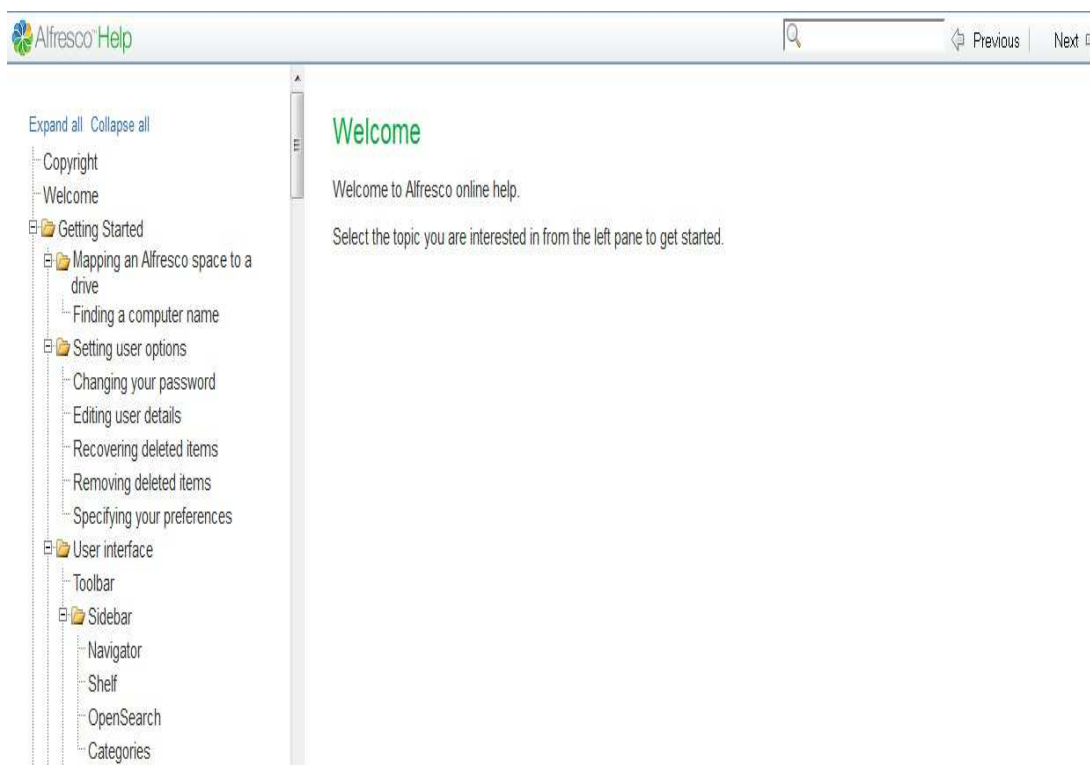 Alfresco Help
Previous
Next
Expand all Collapse all
Copyright
Welcome
Getting Started
Mapping an Alfresco space to a
drive
Finding a computer name
Setting user options
Changing your password
Editing user details
Recovering deleted items
Removing deleted items
Specifying your preferences
User interface
Toolbar
Sidebar
Navigator
Shelf
OpenSearch
Categories
Welcome
Welcome to Alfresco online help.
Select the topic you are interested in from the left pane to get started.